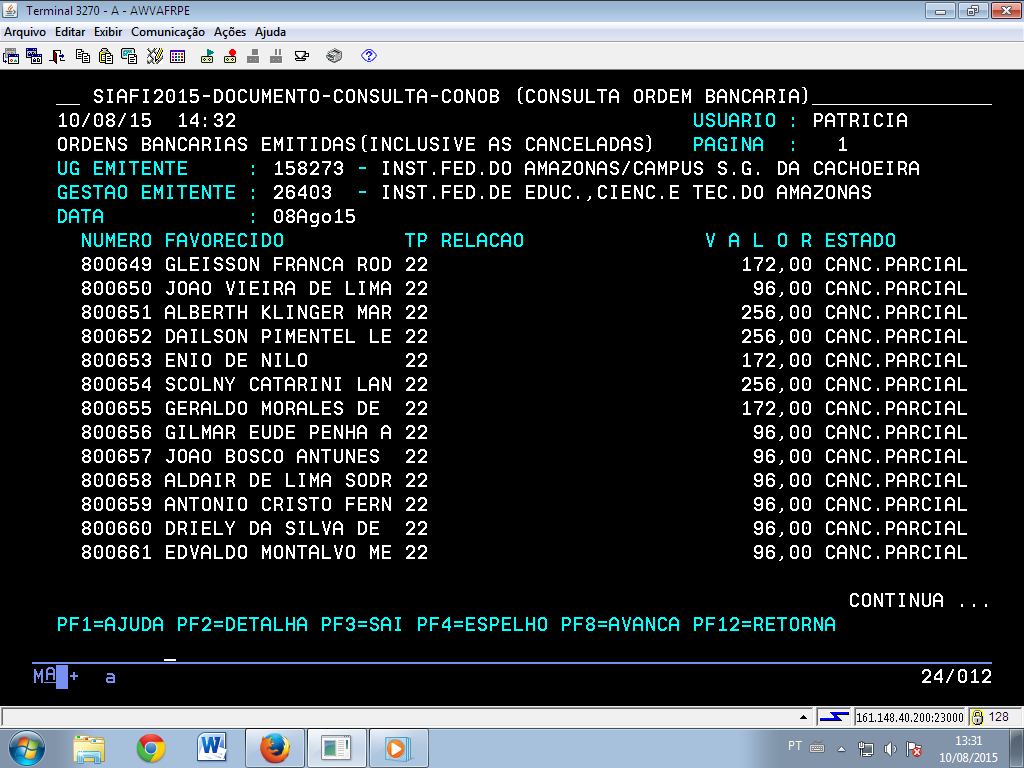 Terminal 3270 - A - AWVAFRPE
Arquivo Editar Exibir Comunicação Ações Ajuda
__ SIAFI2015-DOCUMENTO-CONSULTA-CONOB (CONSULTA ORDEM BANCARIA)_______________
10/08/15 14:32 USUARIO : PATRICIA
ORDENS BANCARIAS EMITIDAS(INCLUSIVE AS CANCELADAS) PAGINA : 1
UG EMITENTE : 158273 - INST.FED.DO AMAZONAS/CAMPUS S.G. DA CACHOEIRA
GESTAO EMITENTE : 26403 - INST.FED.DE EDUC.,CIENC.E TEC.DO AMAZONAS
DATA : 08Ago15
NUMERO FAVORECIDO TP RELACAO V A L O R ESTADO
800649 GLEISSON FRANCA ROD 22 172,00 CANC.PARCIAL
800650 JOAO VIEIRA DE LIMA 22 96,00 CANC.PARCIAL
800651 ALBERTH KLINGER MAR 22 256,00 CANC.PARCIAL
800652 DAILSON PIMENTEL LE 22 256,00 CANC.PARCIAL
800653 ENIO DE NILO 22 172,00 CANC.PARCIAL
800654 SCOLNY CATARINI LAN 22 256,00 CANC.PARCIAL
800655 GERALDO MORALES DE 22 172,00 CANC.PARCIAL
800656 GILMAR EUDE PENHA A 22 96,00 CANC.PARCIAL
800657 JOAO BOSCO ANTUNES 22 96,00 CANC.PARCIAL
800658 ALDAIR DE LIMA SODR 22 96,00 CANC.PARCIAL
800659 ANTONIO CRISTO FERN 22 96,00 CANC.PARCIAL
800660 DRIELY DA SILVA DE 22 96,00 CANC.PARCIAL
800661 EDVALDO MONTALVO ME 22 96,00 CANC.PARCIAL
CONTINUA ...
PF1=AJUDA PF2=DETALHA PF3=SAI PF4=ESPELHO PF8=AVANCA PF12=RETORNA
MA + a 24/012
161.148.40.200:23000 128
PT 13:31
10/08/2015